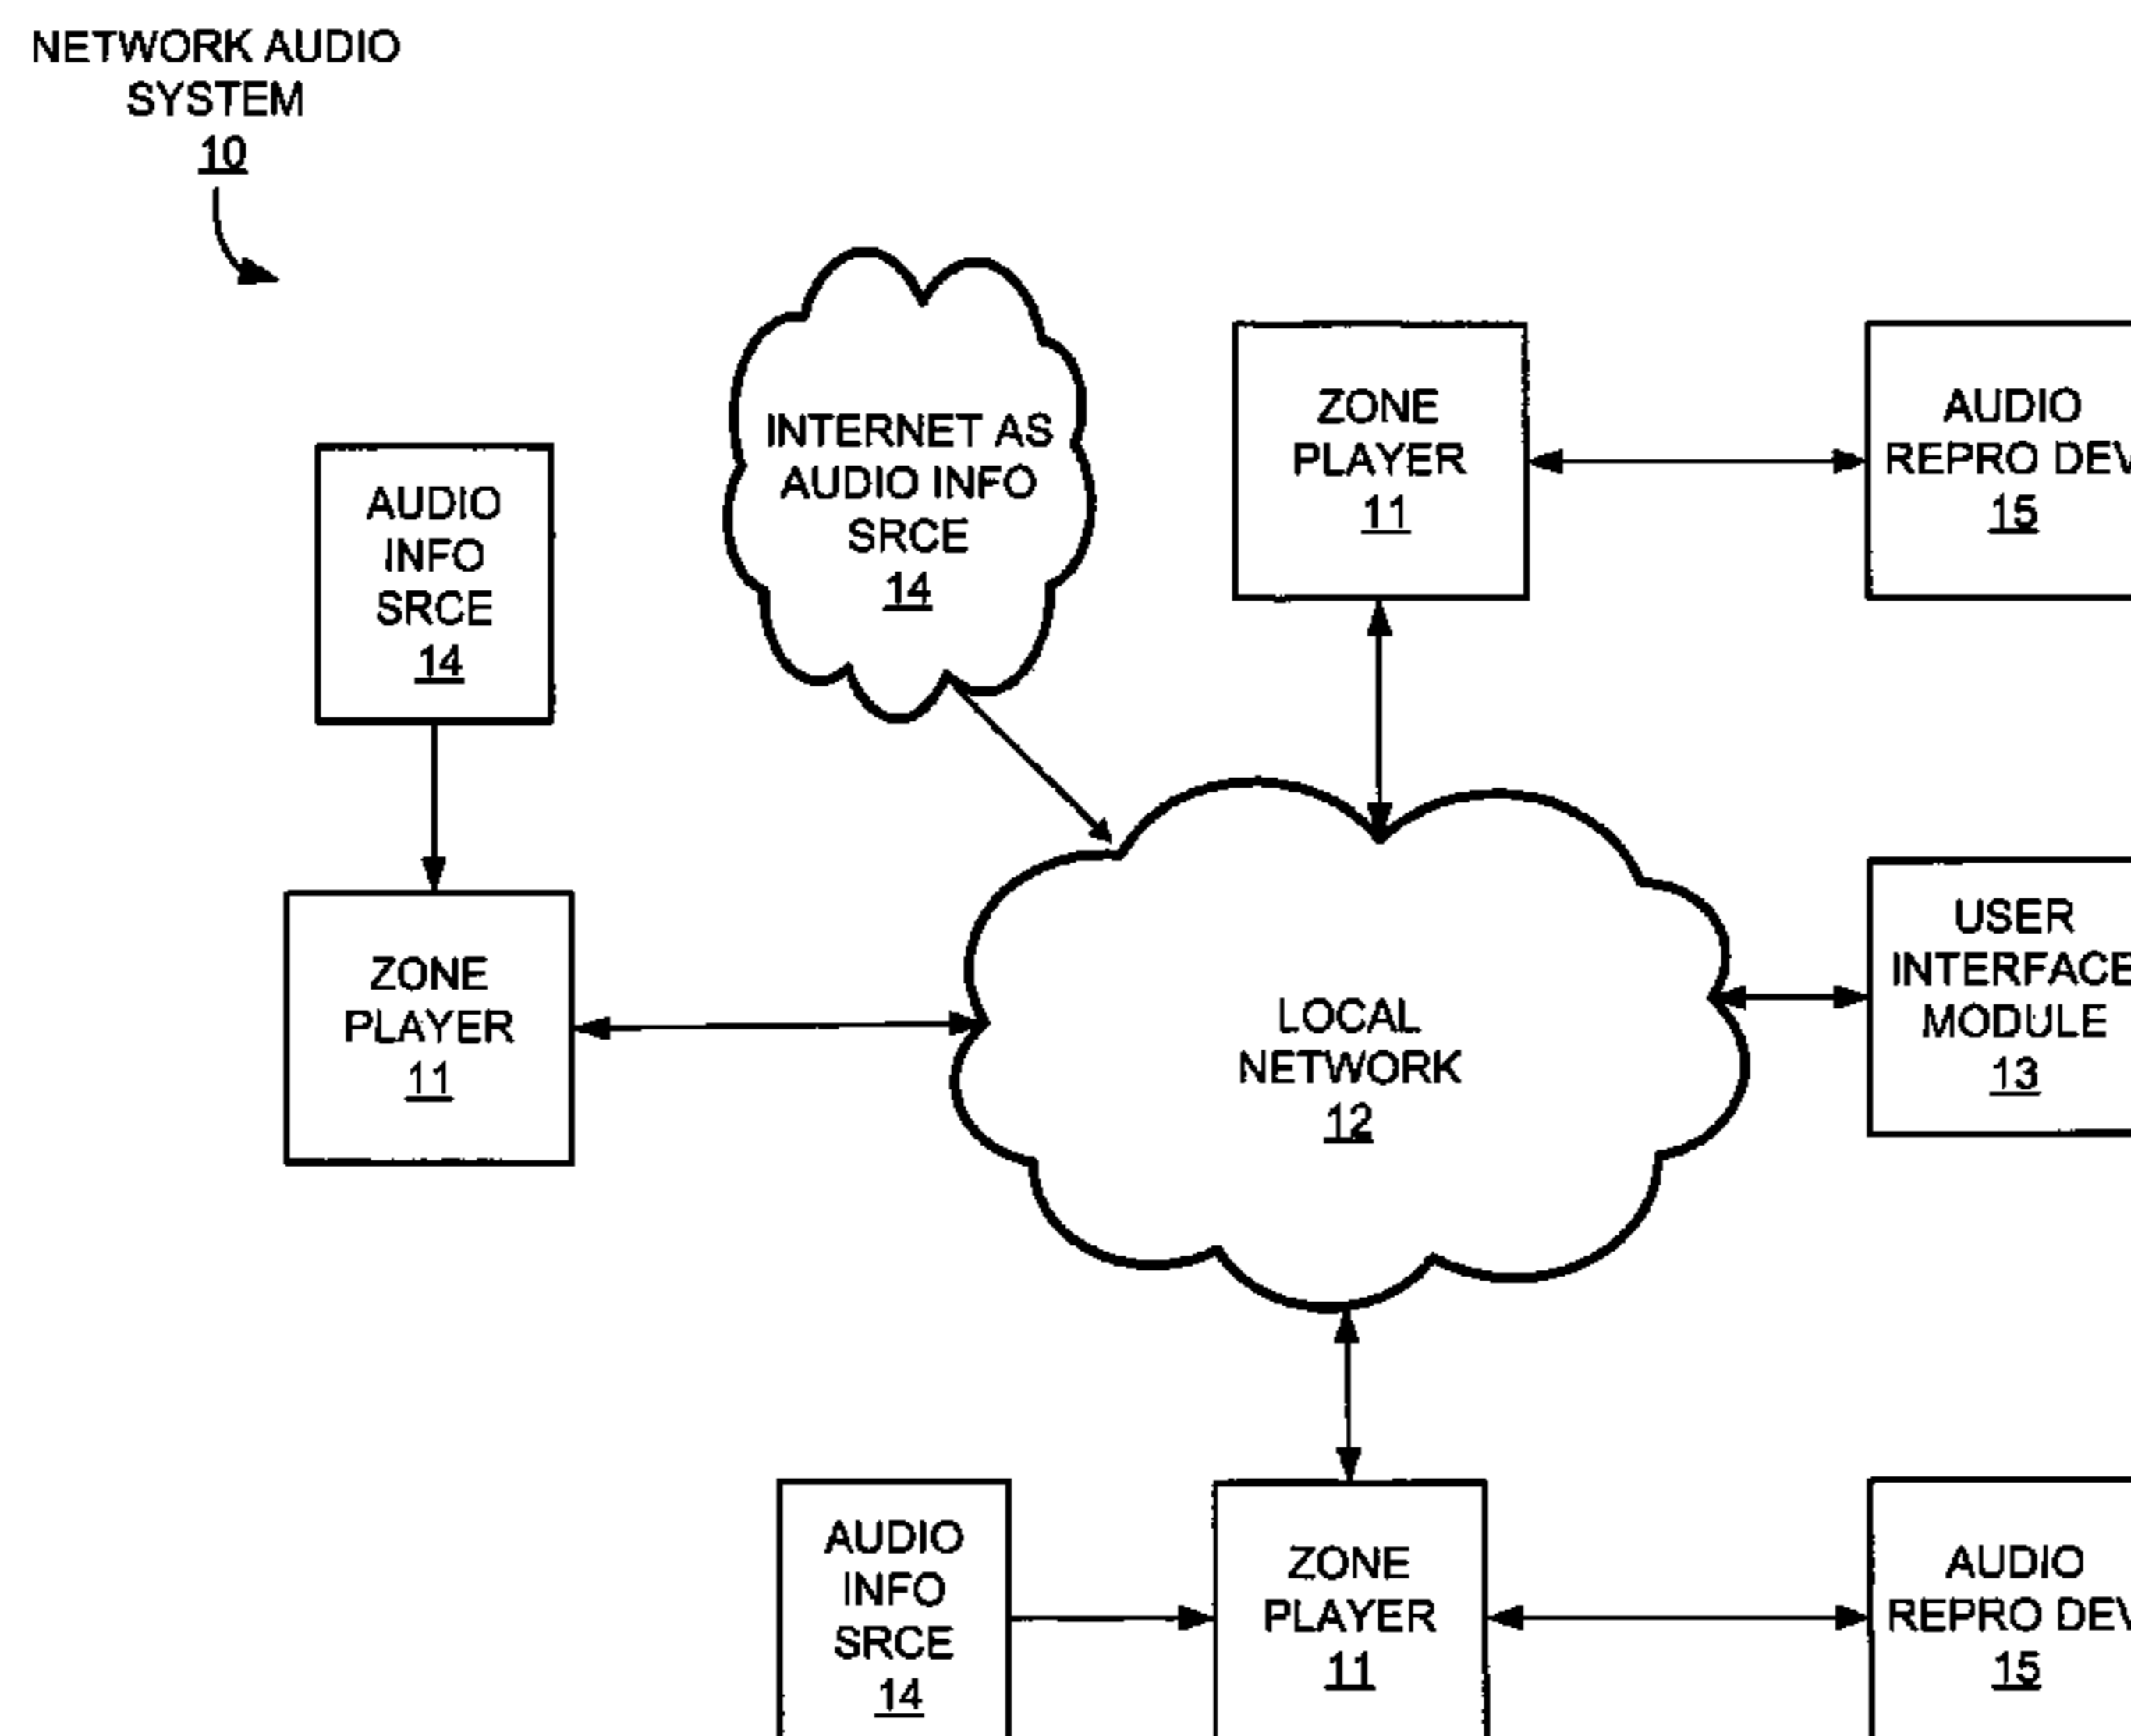 NETWORK AUDIO
SYSTEM
10
INTERNET AS
AUDIO INFO
SRCE
14
ZONE
PLAYER
11
AUDIO
REPRO DEV
15
AUDIO
INFO
SRCE
14
ZONE
PLAYER
11
LOCAL
NETWORK
12
USER
INTERFACE
MODULE
13
AUDIO
INFO
SRCE
14
ZONE
PLAYER
11
AUDIO
REPRO DEV
15